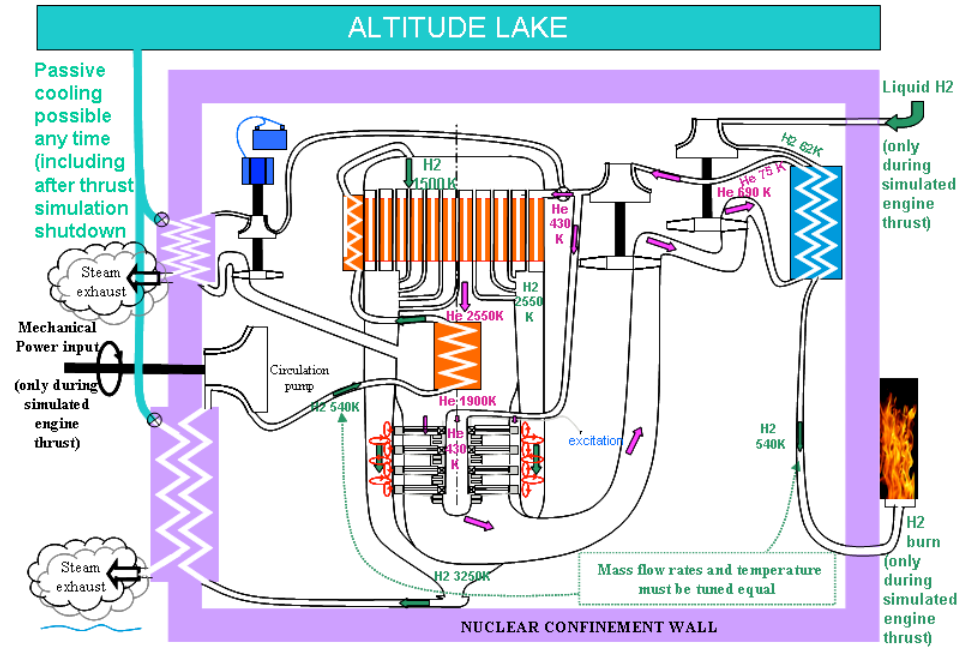 ALTITUDE LAKE
Passive
cooling
possible
any time
(including
after thrust
simulation
shutdown
Liquid H2
(only
during
simulated
engine
thrust)
H2 62K
He 75 K
He 690 K
H2
1500K
He
430
K
H2
2550
K
He 2550K
Steam
exhaust
Mechanical
Power input
(only during
simulated
engine
thrust)
Circulation
pump
H2 540K
He 1900K
He
430
K
excitation
H2
540K
Steam
exhaust
H2 3250K
Mass flow rates and temperature
must be tuned equal
H2
burn
(only
during
simulated
engine
thrust)
NUCLEAR CONFINEMENT WALL